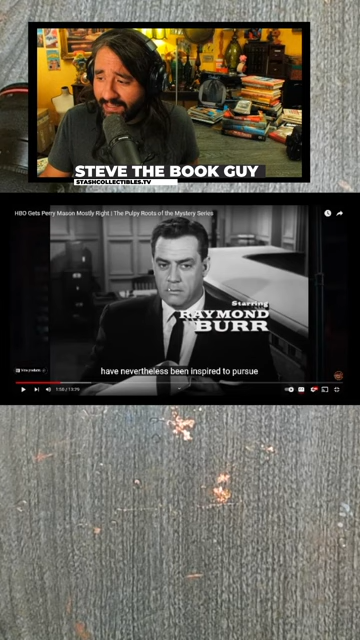 STEVE THE BOOK GUY
STASHCOLLECTIBLES.TV
HBO Gets Perry Mason Mostly Right | The Pulpy Roots of the Mystery Series
Starring
RAYMOND
BURR
have nevertheless been inspired to pursue